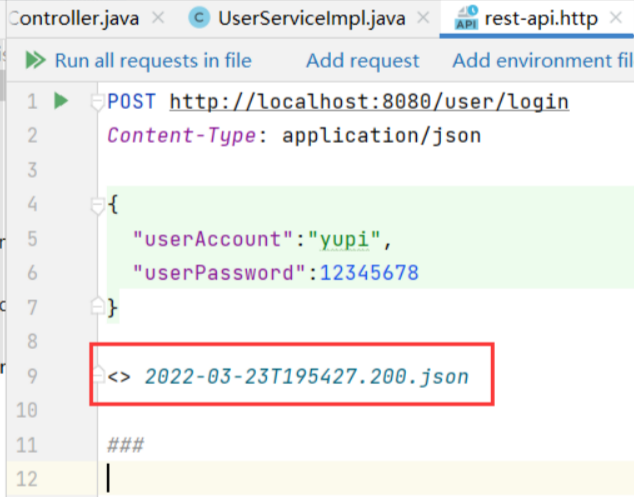 Controller.java × UserServiceImpl.java × rest-api.http ×
Run all requests in file Add request Add environment fil
1 POST http://localhost:8080/user/login
2 Content-Type: application/json
3
4 {
5 "userAccount":"yupi",
6 "userPassword":12345678
7 }
8
9 <> 2022-03-23T195427.200.json
10
11 ###
12